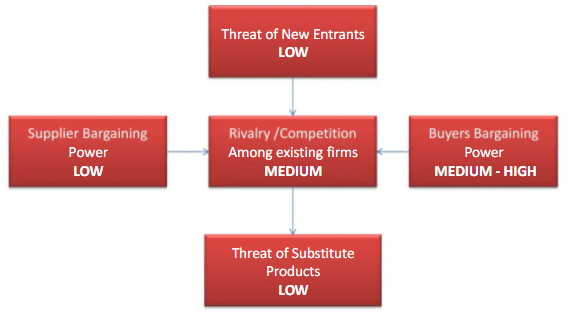 Threat of New Entrants
LOW
Supplier Bargaining
Power
LOW
Rivalry /Competition
Among existing firms
MEDIUM
Buyers Bargaining
Power
MEDIUM - HIGH
Threat of Substitute
Products
LOW